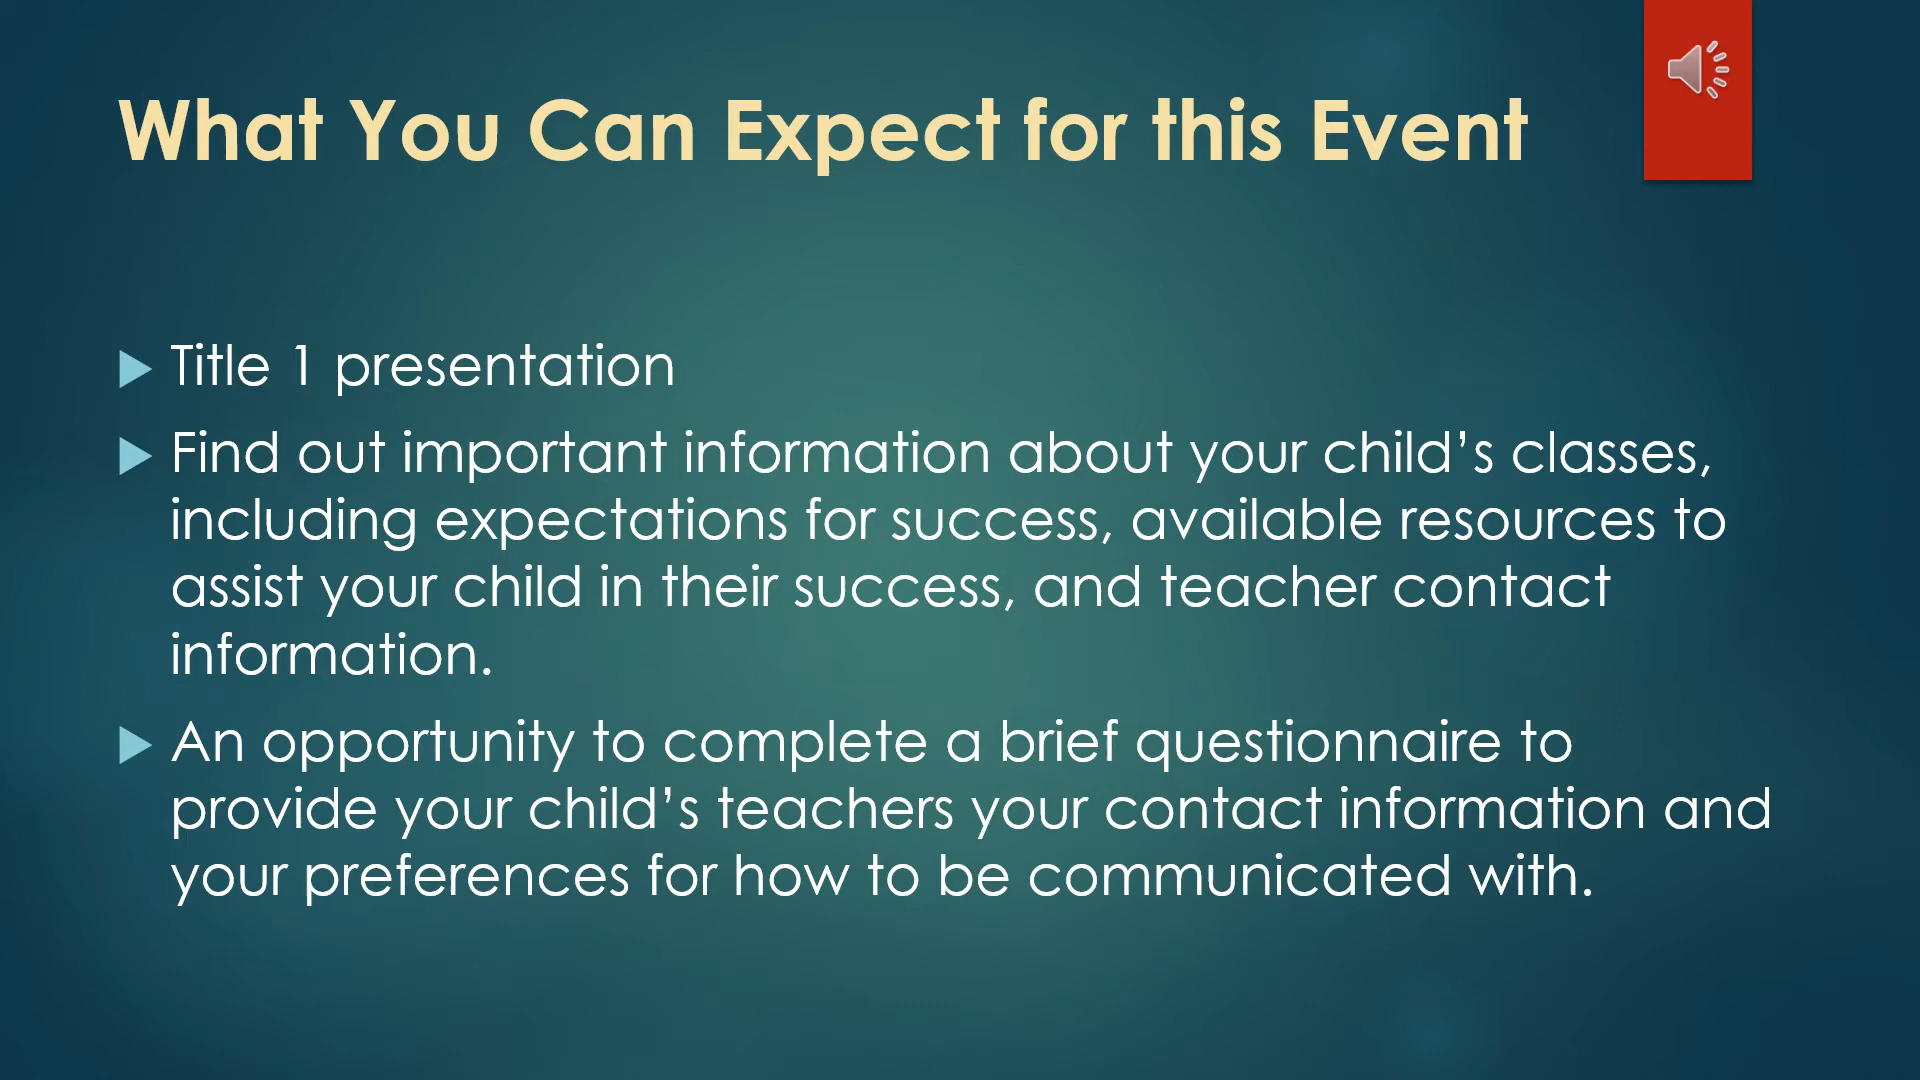 What You Can Expect for this Event
Title 1 presentation
Find out important information about your child’s classes,
including expectations for success, available resources to
assist your child in their success, and teacher contact
information.
An opportunity to complete a brief questionnaire to
provide your child’s teachers your contact information and
your preferences for how to be communicated with.